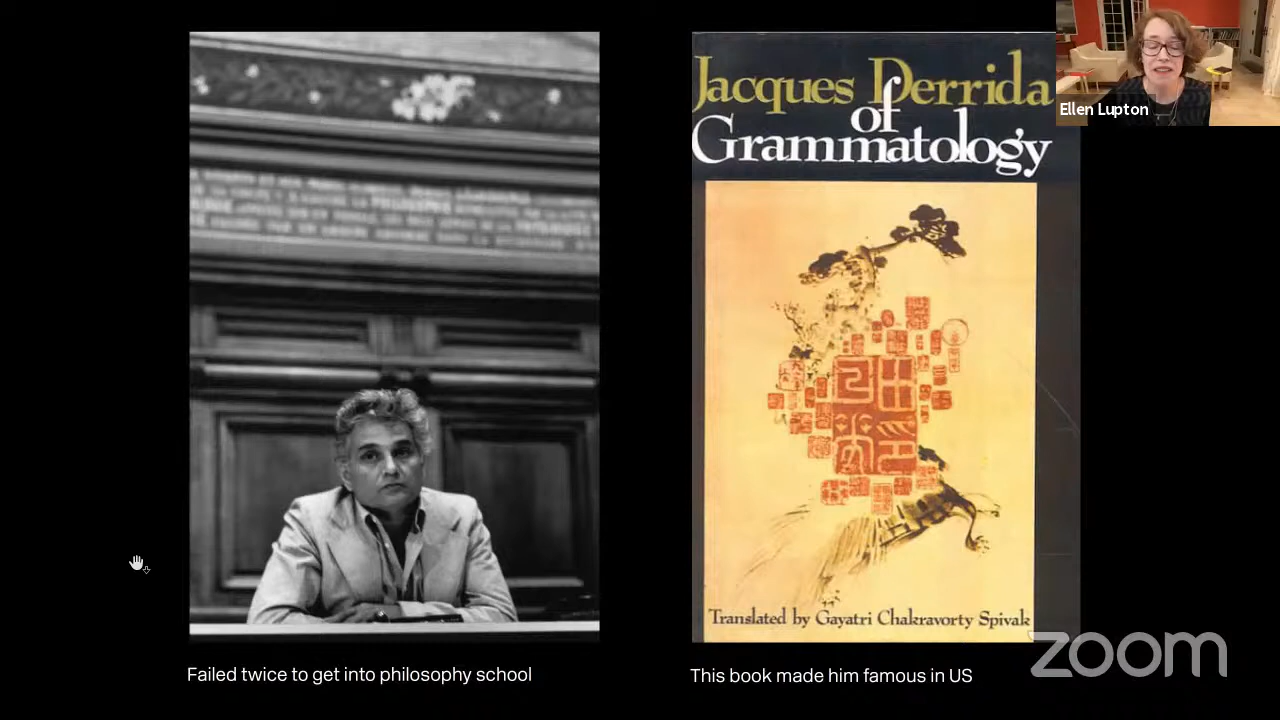 Jacques Derrida
of
Grammatology
Ellen Lupton
Translated by Gayatri Chakravorty Spivak
Failed twice to get into philosophy school
This book made him famous in US
zoom